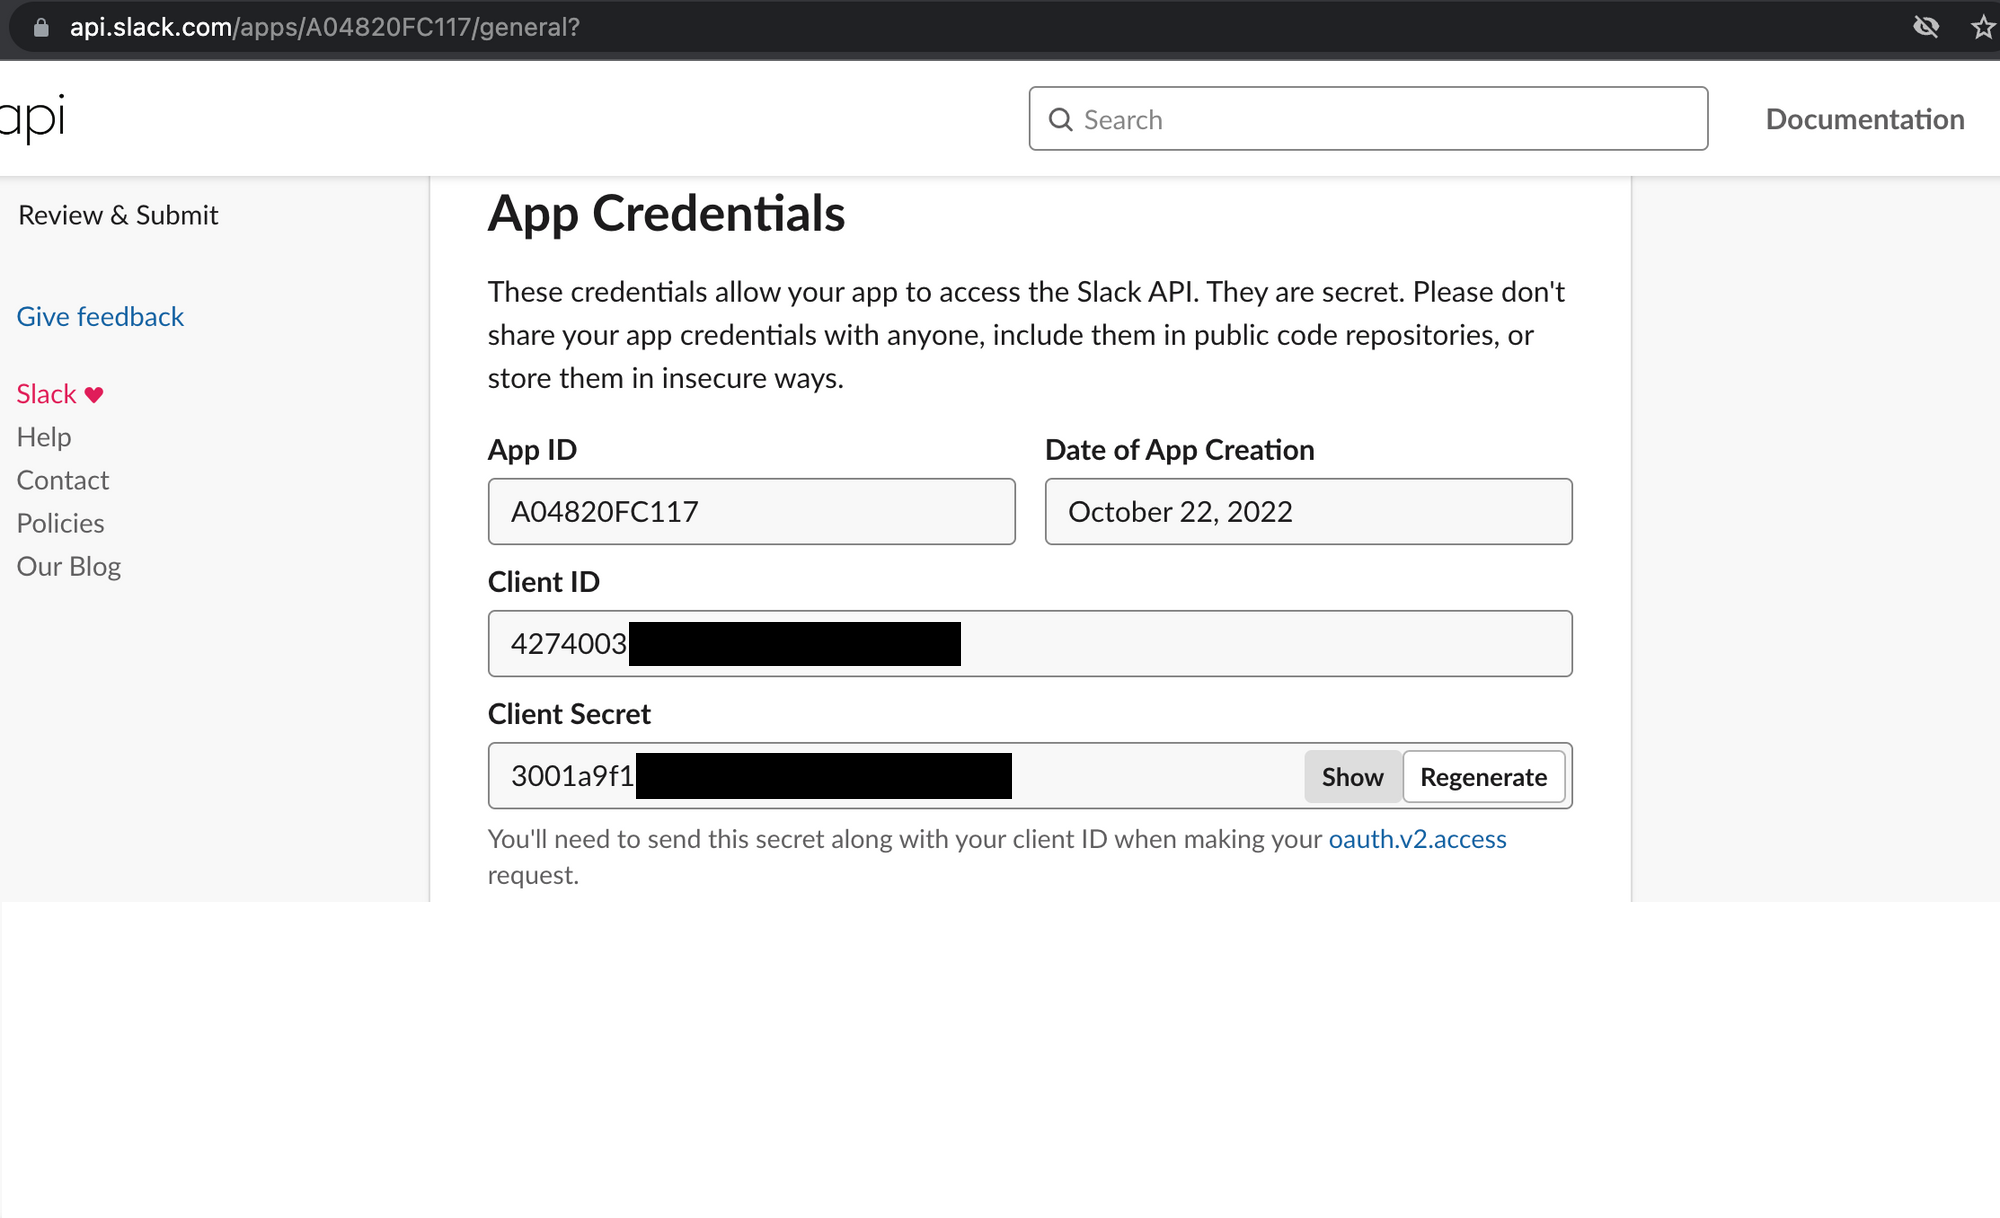 api.slack.com/apps/A04820FC117/general?
api
Search
Documentation
Review & Submit
Give feedback
Slack
Help
Contact
Policies
Our Blog
App Credentials
These credentials allow your app to access the Slack API. They are secret. Please don't
share your app credentials with anyone, include them in public code repositories, or
store them in insecure ways.
App ID
Date of App Creation
A04820FC117
October 22, 2022
Client ID
4274003
Client Secret
3001a9f1
Show
Regenerate
You'll need to send this secret along with your client ID when making your oauth.v2.access
request.